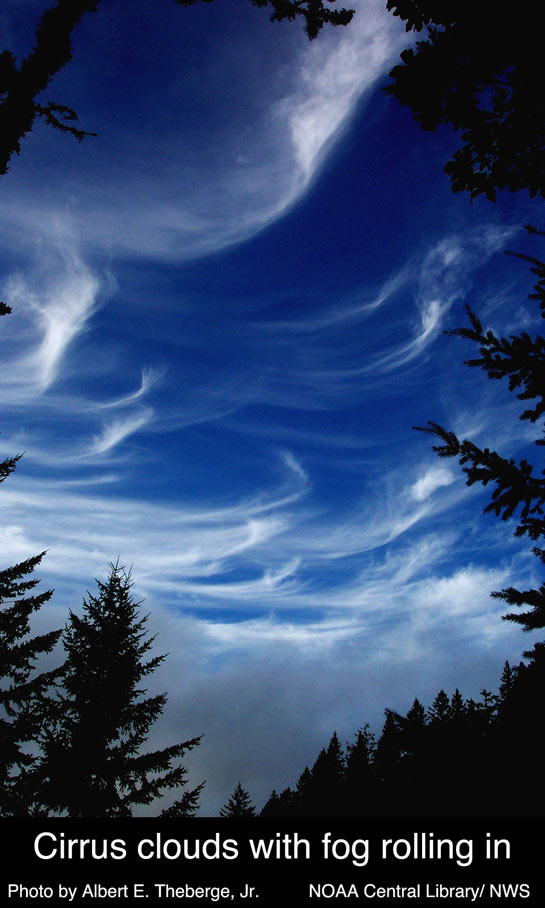 Cirrus clouds with fog rolling in
Photo by Albert E. Theberge, Jr. NOAA Central Library/ NWS